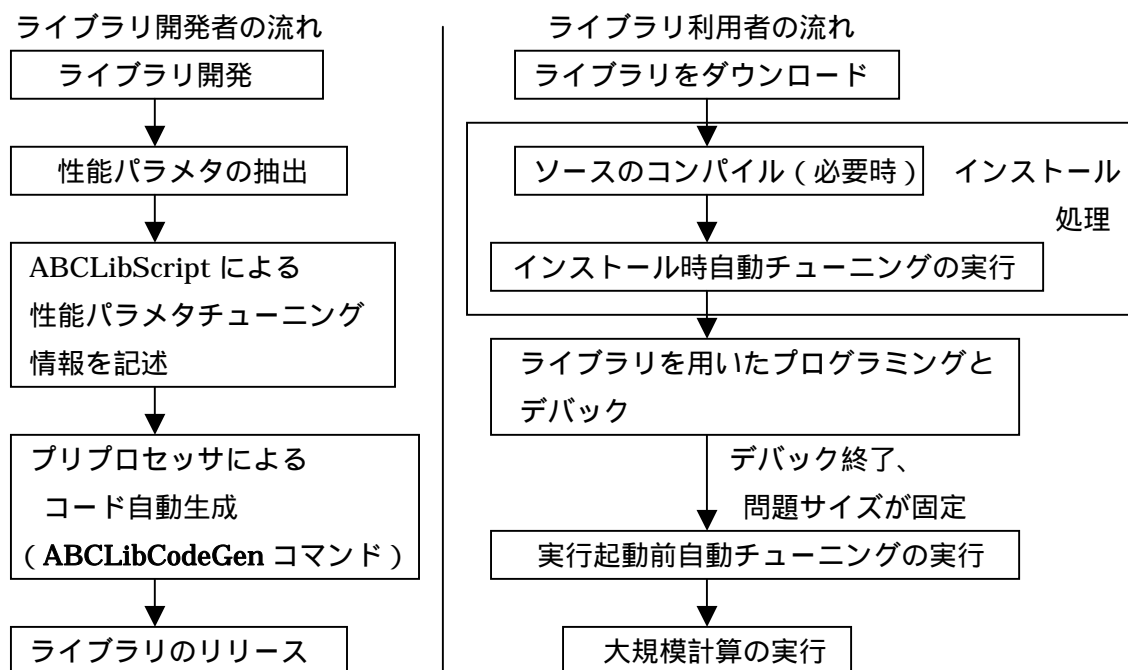 ライブラリ開発者の流れ
ライブラリ開発
性能パラメタの抽出
ABCLibScript による
性能パラメタチューニング
情報を記述
プリプロセッサによる
コード自動生成
(ABCLibCodeGen コマンド)
ライブラリのリリース
ライブラリ利用者の流れ
ライブラリをダウンロード
ソースのコンパイル(必要時)
インストール
処理
インストール時自動チューニングの実行
ライブラリを用いたプログラミングと
デバック
デバック終了、
問題サイズが固定
実行起動前自動チューニングの実行
大規模計算の実行